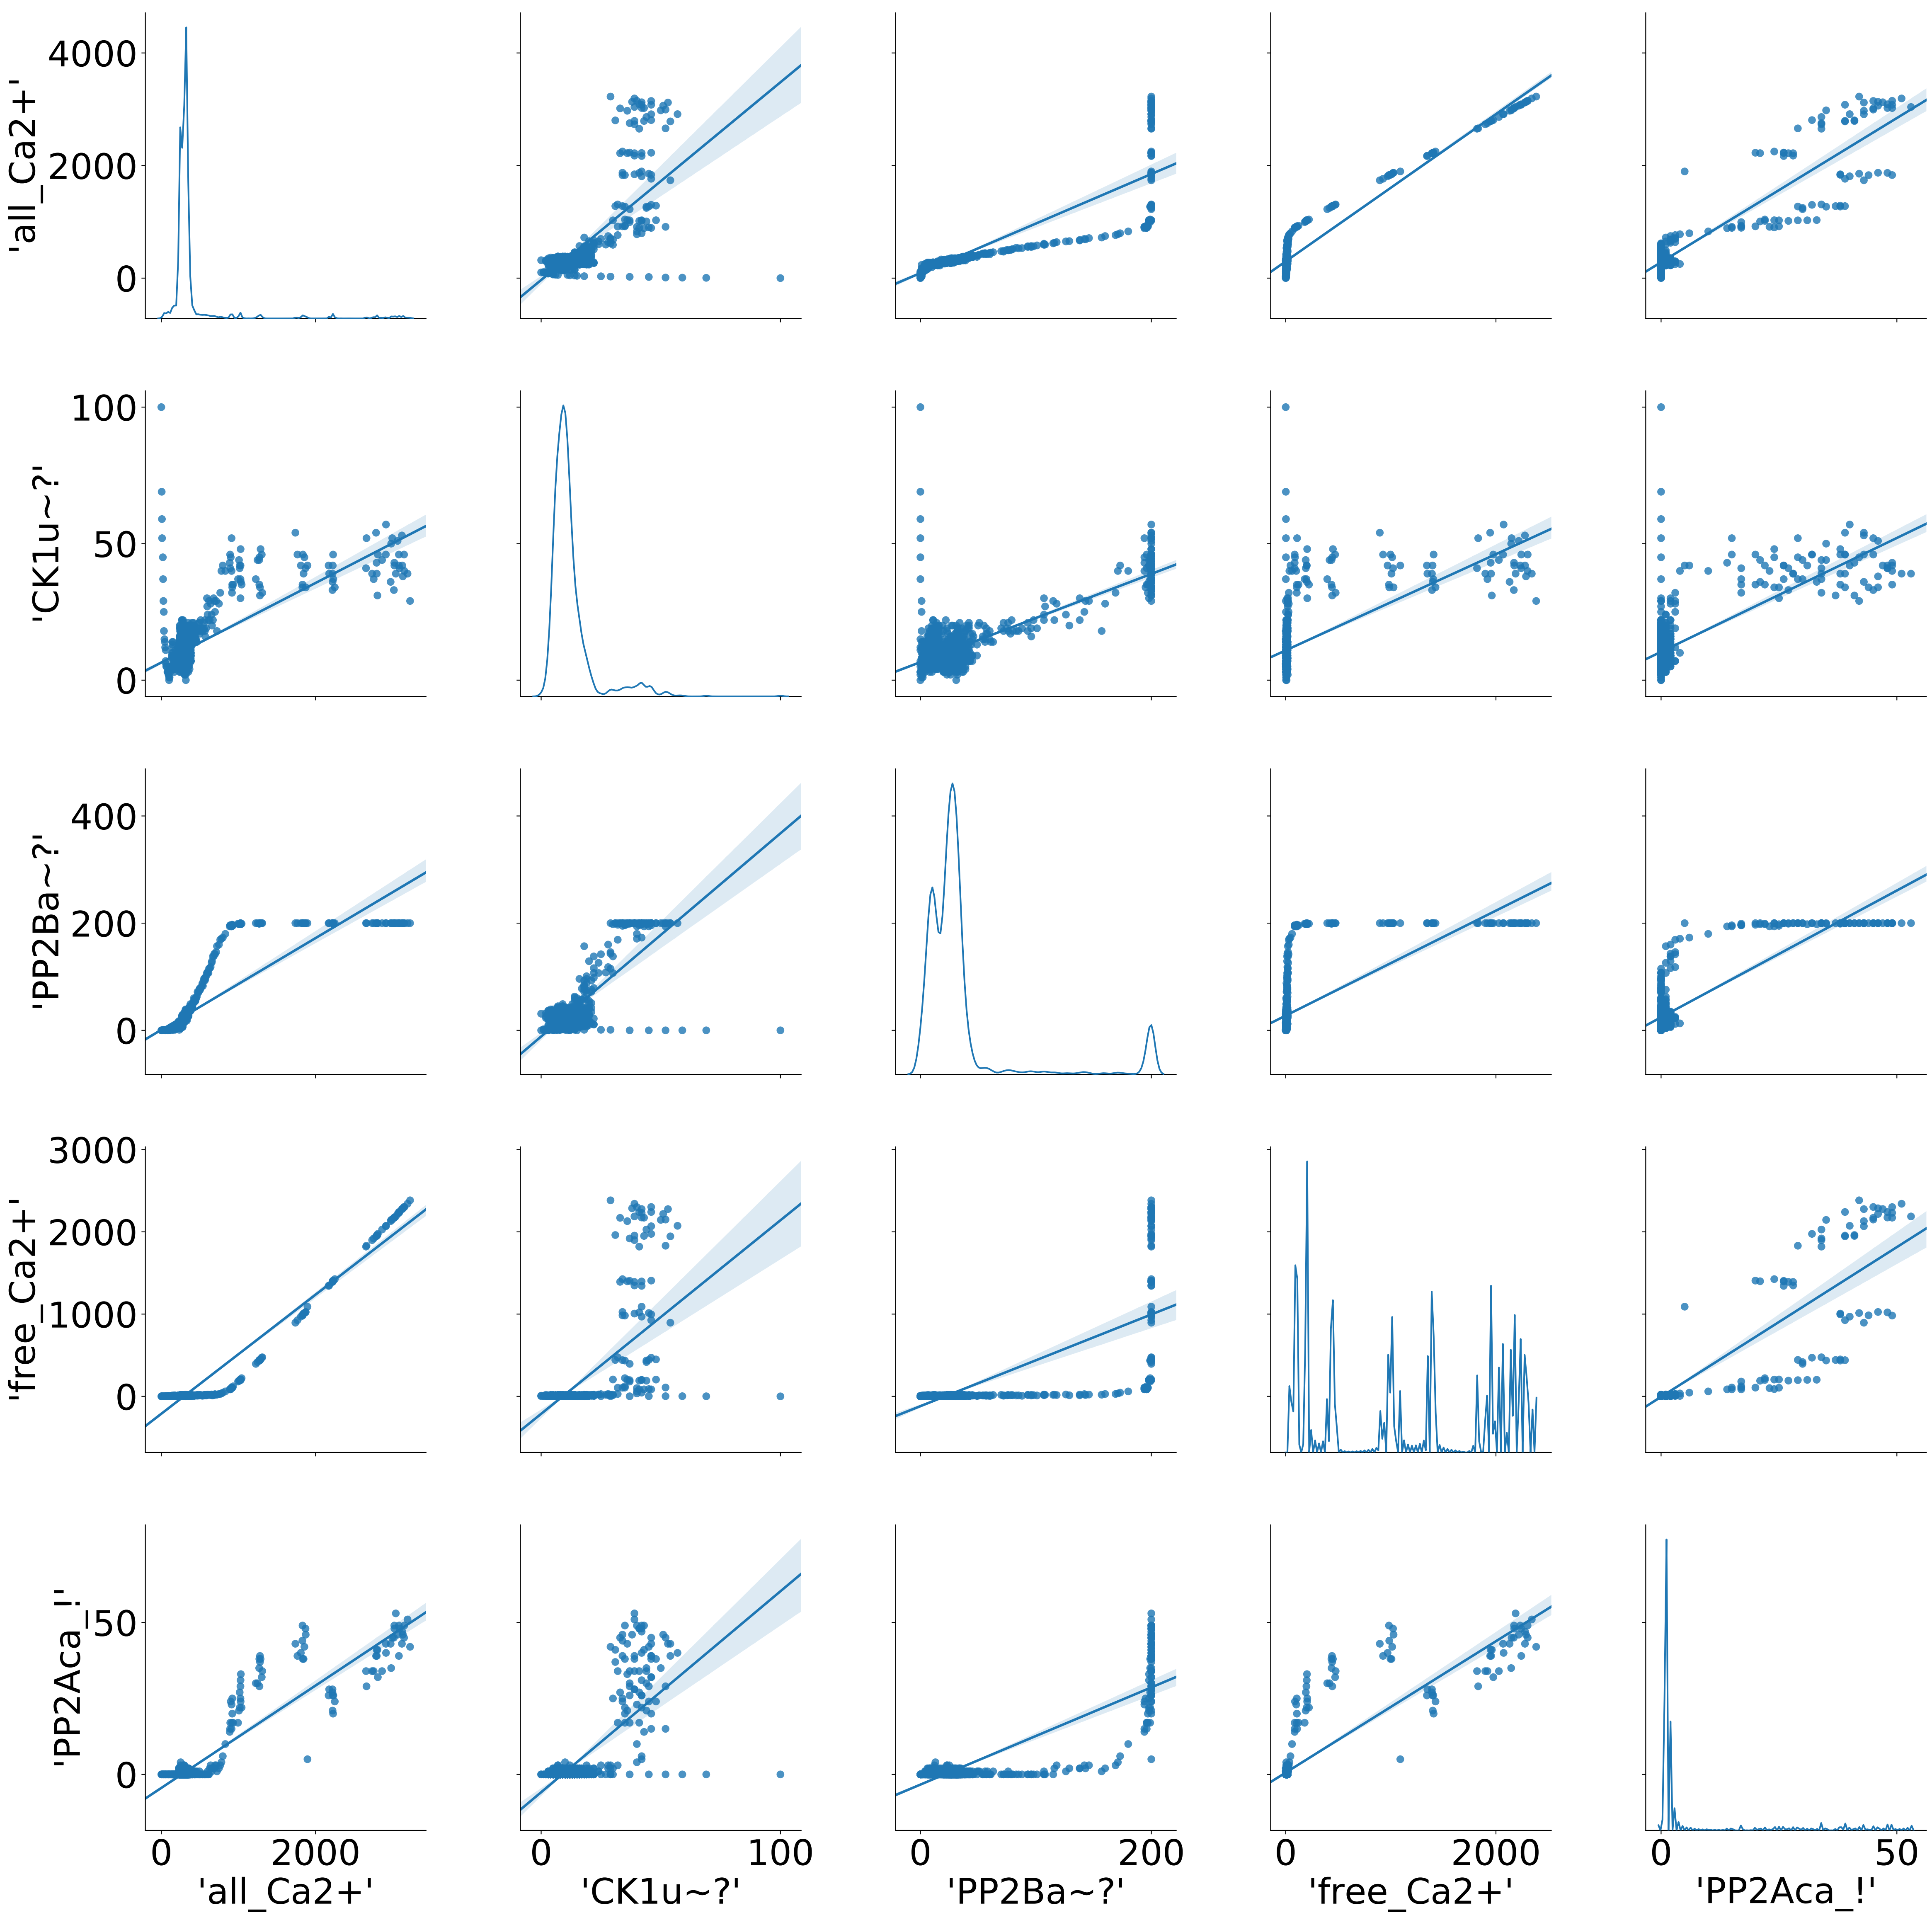 4000
2000
0
'all_Ca2+'
100
50
0
'CK1u~?'
400
200
0
'PP2Ba~?'
3000
2000
1000
0
'free_Ca2+'
50
0
'PP2Aca_!'
0 2000 0 100 0 200 0 2000 0 50
'all_Ca2+' 'CK1u~?' 'PP2Ba~?' 'free_Ca2+' 'PP2Aca_!'